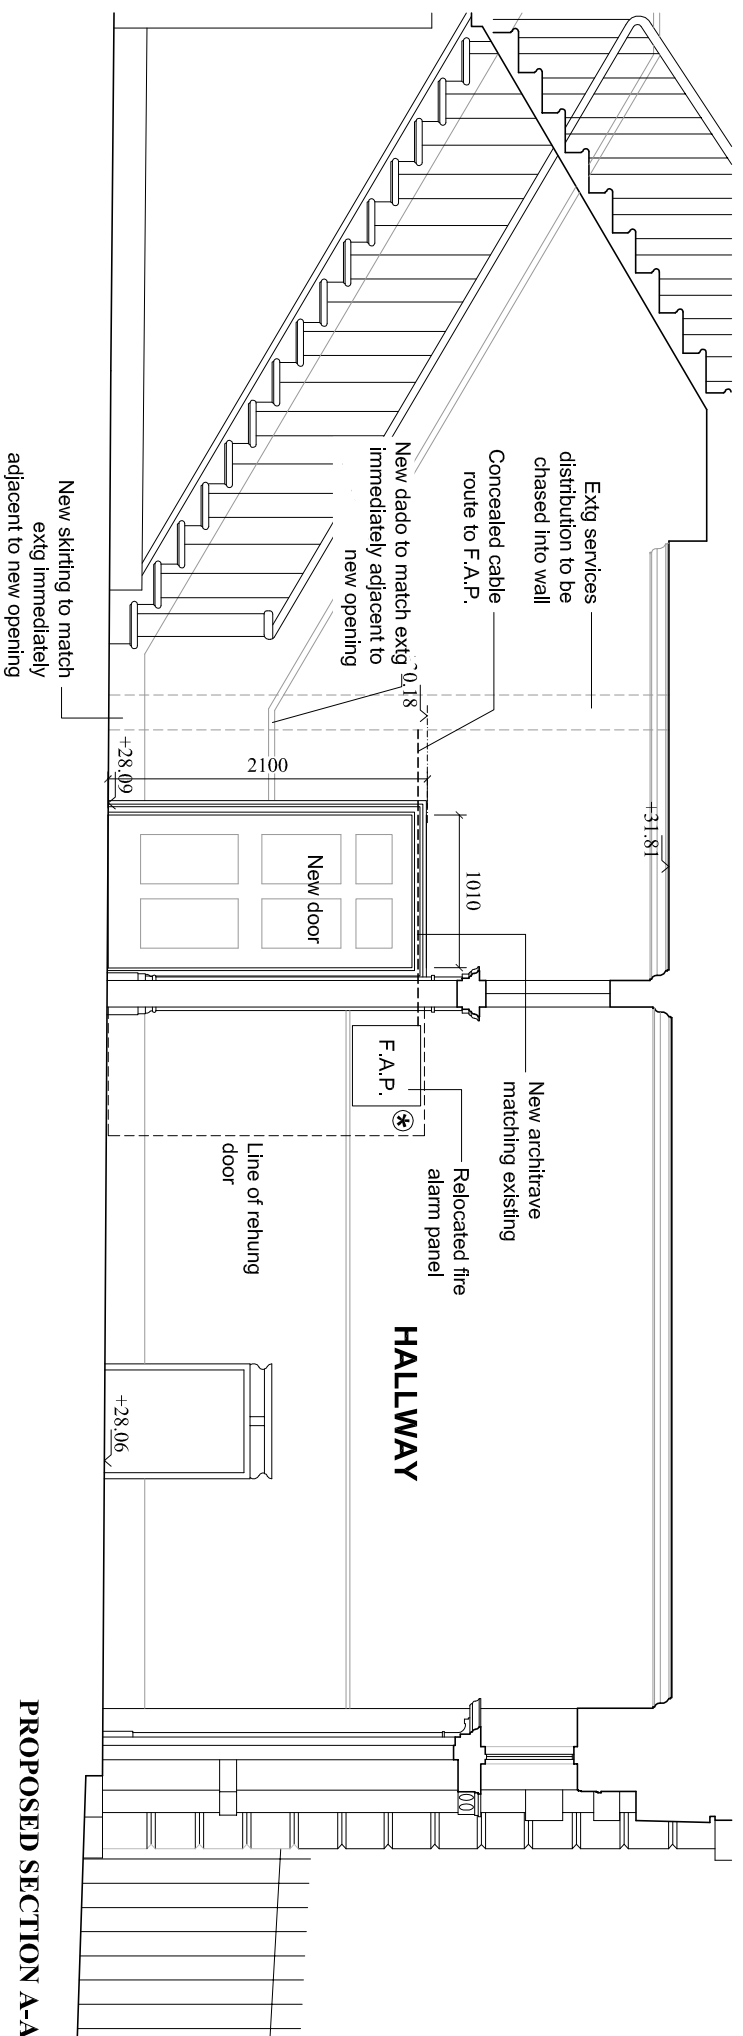 Extg services
distribution to be
chased into wall
Concealed cable
route to F.A.P.
New dado to match extg
immediately adjacent to
new opening
New skirting to match
extg immediately
adjacent to new opening
0.18
2100
+28.09
+31.81
1010
New door
F.A.P.
*
New architrave
matching existing
Relocated fire
alarm panel
Line of rehung
door
HALLWAY
+28.06
PROPOSED SECTION A-A